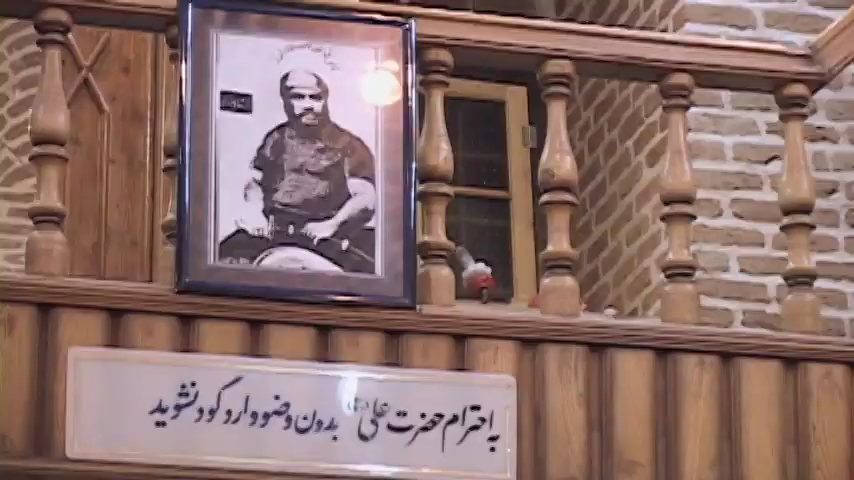 به احترام حضرت علی (ع) بدون وضو وارد گود نشوید